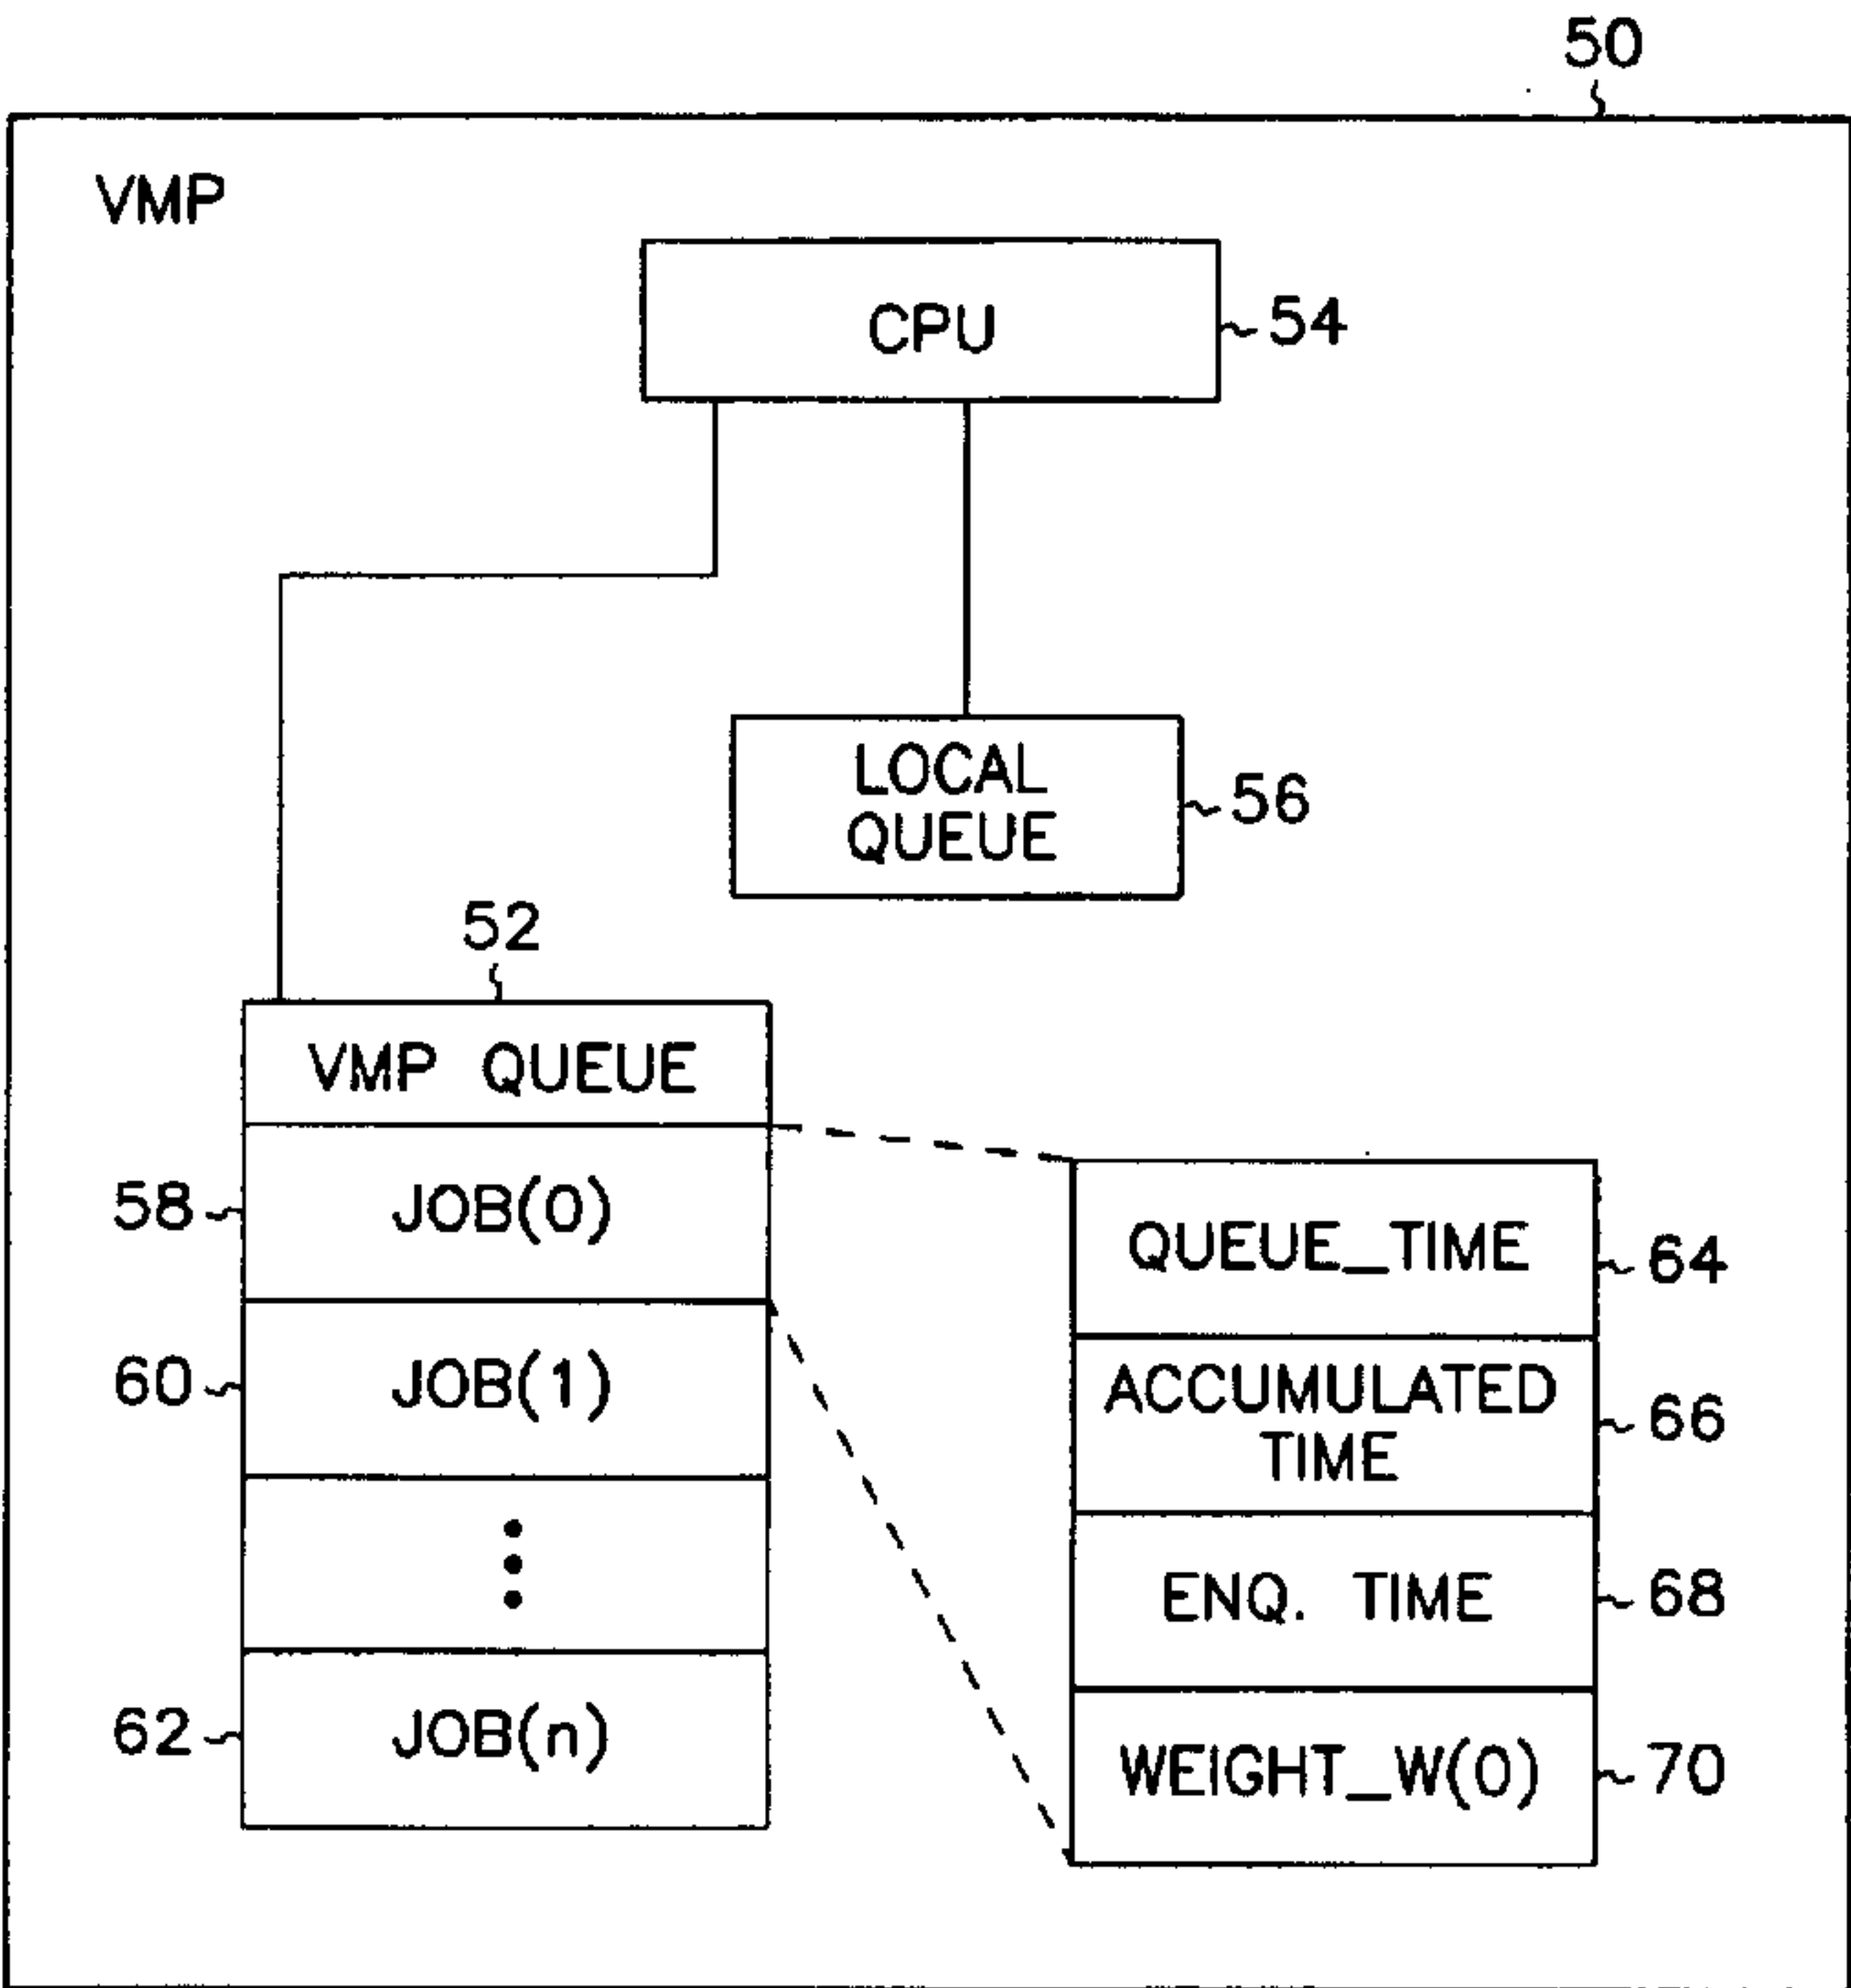 50
VMP
CPU
54
LOCAL
QUEUE
56
52
VMP QUEUE
58
JOB(0)
60
JOB(1)
62
JOB(n)
QUEUE_TIME
64
ACCUMULATED
TIME
66
ENQ. TIME
68
WEIGHT_W(0)
70